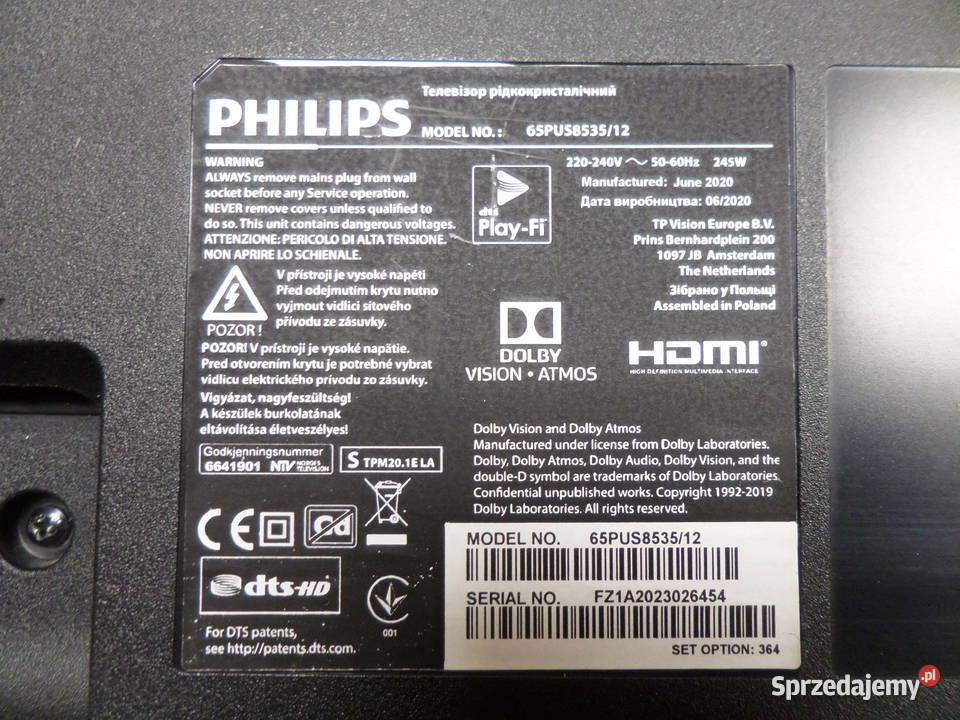 Телевізор рідкокристалічний
PHILIPS MODEL NO. : 65PUS8535/12
WARNING
ALWAYS remove mains plug from wall
socket before any Service operation.
NEVER remove covers unless qualified to
do so. This unit contains dangerous voltages.
ATTENZIONE: PERICOLO DI ALTA TENSIONE.
NON APRIRE LO SCHIENALE.
V přístroji je vysoké napětí
Před odejmutím krytu nutno
vyjmout vidlici síťového
přívodu ze zásuvky.
POZOR !
POZOR! V prístroji je vysoké napätie.
Pred otvorením krytu je potrebné vybrat
vidlicu elektrického prívodu zo zásuvky.
Vigyázat, nagyfeszültség!
A készülek burkolatának
eltávolítása életveszélyes!
Godkjenningsnummer
6641901 NTV NORGES TELEVISJON
S TPM20.1E LA
dts
Play-Fi
220-240V ~ 50-60Hz 245W
Manufactured: June 2020
Дата виробництва: 06/2020
TP Vision Europe B.V.
Prins Bernhardplein 200
1097 JB Amsterdam
The Netherlands
Зібрано у Польщі
Assembled in Poland
DOLBY
VISION • ATMOS
HDMI®
HIGH DEFINITION MULTIMEDIA INTERFACE
Dolby Vision and Dolby Atmos
Manufactured under license from Dolby Laboratories.
Dolby, Dolby Atmos, Dolby Audio, Dolby Vision, and the
double-D symbol are trademarks of Dolby Laboratories.
Confidential unpublished works. Copyright 1992-2019
Dolby Laboratories. All rights reserved.
CE
Cd
dts-HD
001
For DTS patents,
see http://patents.dts.com.
MODEL NO. 65PUS8535/12
SERIAL NO. FZ1A2023026454
SET OPTION: 364
Sprzedajemy.pl